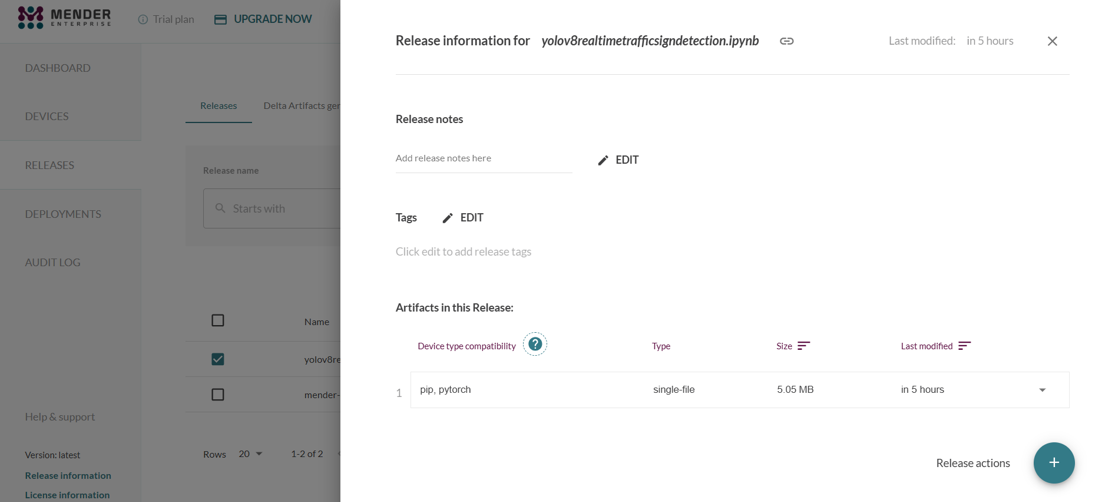 MENDER
ENTERPRISE
Trial plan
UPGRADE NOW
DASHBOARD
DEVICES
RELEASES
DEPLOYMENTS
AUDIT LOG
Help & support
Version: latest
Release information
License information
Releases
Delta Artifacts ger
Release name
Starts with
Name
yolov8re
mender-
Rows 20 1-2 of 2
Release information for yolov8realtimetrafficsigndetection.ipynb
Last modified: in 5 hours
Release notes
Add release notes here
EDIT
Tags
EDIT
Click edit to add release tags
Artifacts in this Release:
Device type compatibility ? Type Size Last modified
1 pip, pytorch single-file 5.05 MB in 5 hours
Release actions